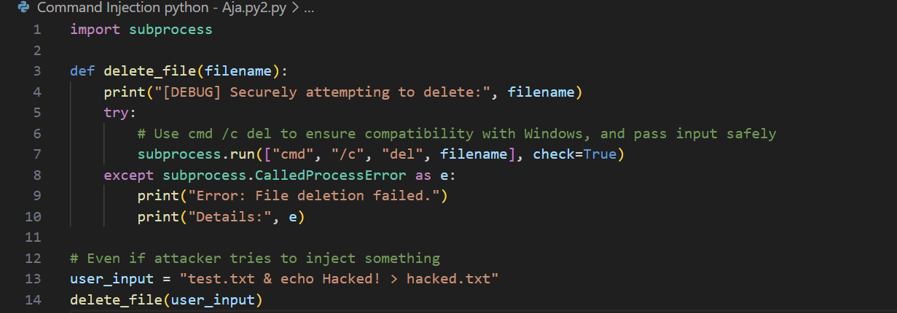 Command Injection python - Aja.py2.py > ...
1 import subprocess
2
3 def delete_file(filename):
4     print("[DEBUG] Securely attempting to delete:", filename)
5     try:
6         # Use cmd /c del to ensure compatibility with Windows, and pass input safely
7         subprocess.run(["cmd", "/c", "del", filename], check=True)
8     except subprocess.CalledProcessError as e:
9         print("Error: File deletion failed.")
10         print("Details:", e)
11
12 # Even if attacker tries to inject something
13 user_input = "test.txt & echo Hacked! > hacked.txt"
14 delete_file(user_input)